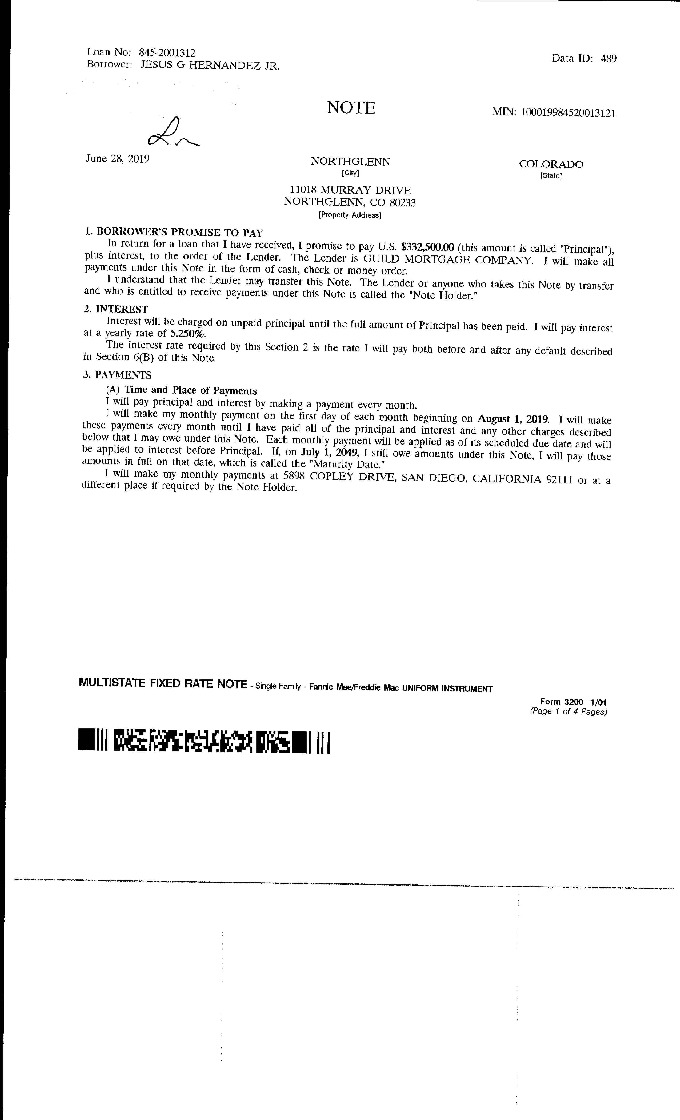 Loan No: 845-2001312
Borrower: JESUS G HERNANDEZ JR.
Data ID: 489
NOTE
MIN: 100019984520013121
June 28, 2019
NORTHGLENN
[City]
COLORADO
[State]
11018 MURRAY DRIVE
NORTHGLENN, CO 80233
[Property Address]
1. BORROWER'S PROMISE TO PAY
In return for a loan that I have received, I promise to pay U.S. $332,500.00 (this amount is called "Principal"),
plus interest, to the order of the Lender. The Lender is GUILD MORTGAGE COMPANY. I will make all
payments under this Note in the form of cash, check or money order.
I understand that the Lender may transfer this Note. The Lender or anyone who takes this Note by transfer
and who is entitled to receive payments under this Note is called the "Note Holder."
2. INTEREST
Interest will be charged on unpaid principal until the full amount of Principal has been paid. I will pay interest
at a yearly rate of 5.250%.
The interest rate required by this Section 2 is the rate I will pay both before and after any default described
in Section 6(B) of this Note.
3. PAYMENTS
(A) Time and Place of Payments
I will pay principal and interest by making a payment every month.
I will make my monthly payment on the first day of each month beginning on August 1, 2019. I will make
these payments every month until I have paid all of the principal and interest and any other charges described
below that I may owe under this Note. Each monthly payment will be applied as of its scheduled due date and will
be applied to interest before Principal. If, on July 1, 2049, I still owe amounts under this Note, I will pay those
amounts in full on that date, which is called the "Maturity Date."
I will make my monthly payments at 5898 COPLEY DRIVE, SAN DIEGO, CALIFORNIA 92111 or at a
different place if required by the Note Holder.
MULTISTATE FIXED RATE NOTE - Single Family - Fannie Mae/Freddie Mac UNIFORM INSTRUMENT
Form 3200 1/01
(Page 1 of 4 Pages)